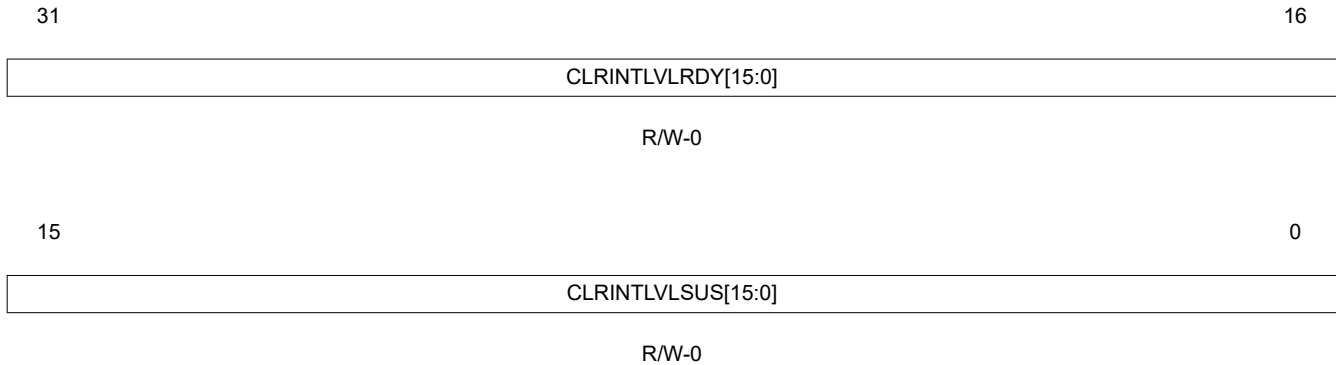 31 16
CLRINTLVLRDY[15:0]
R/W-0
15 0
CLRINTLVLSUS[15:0]
R/W-0